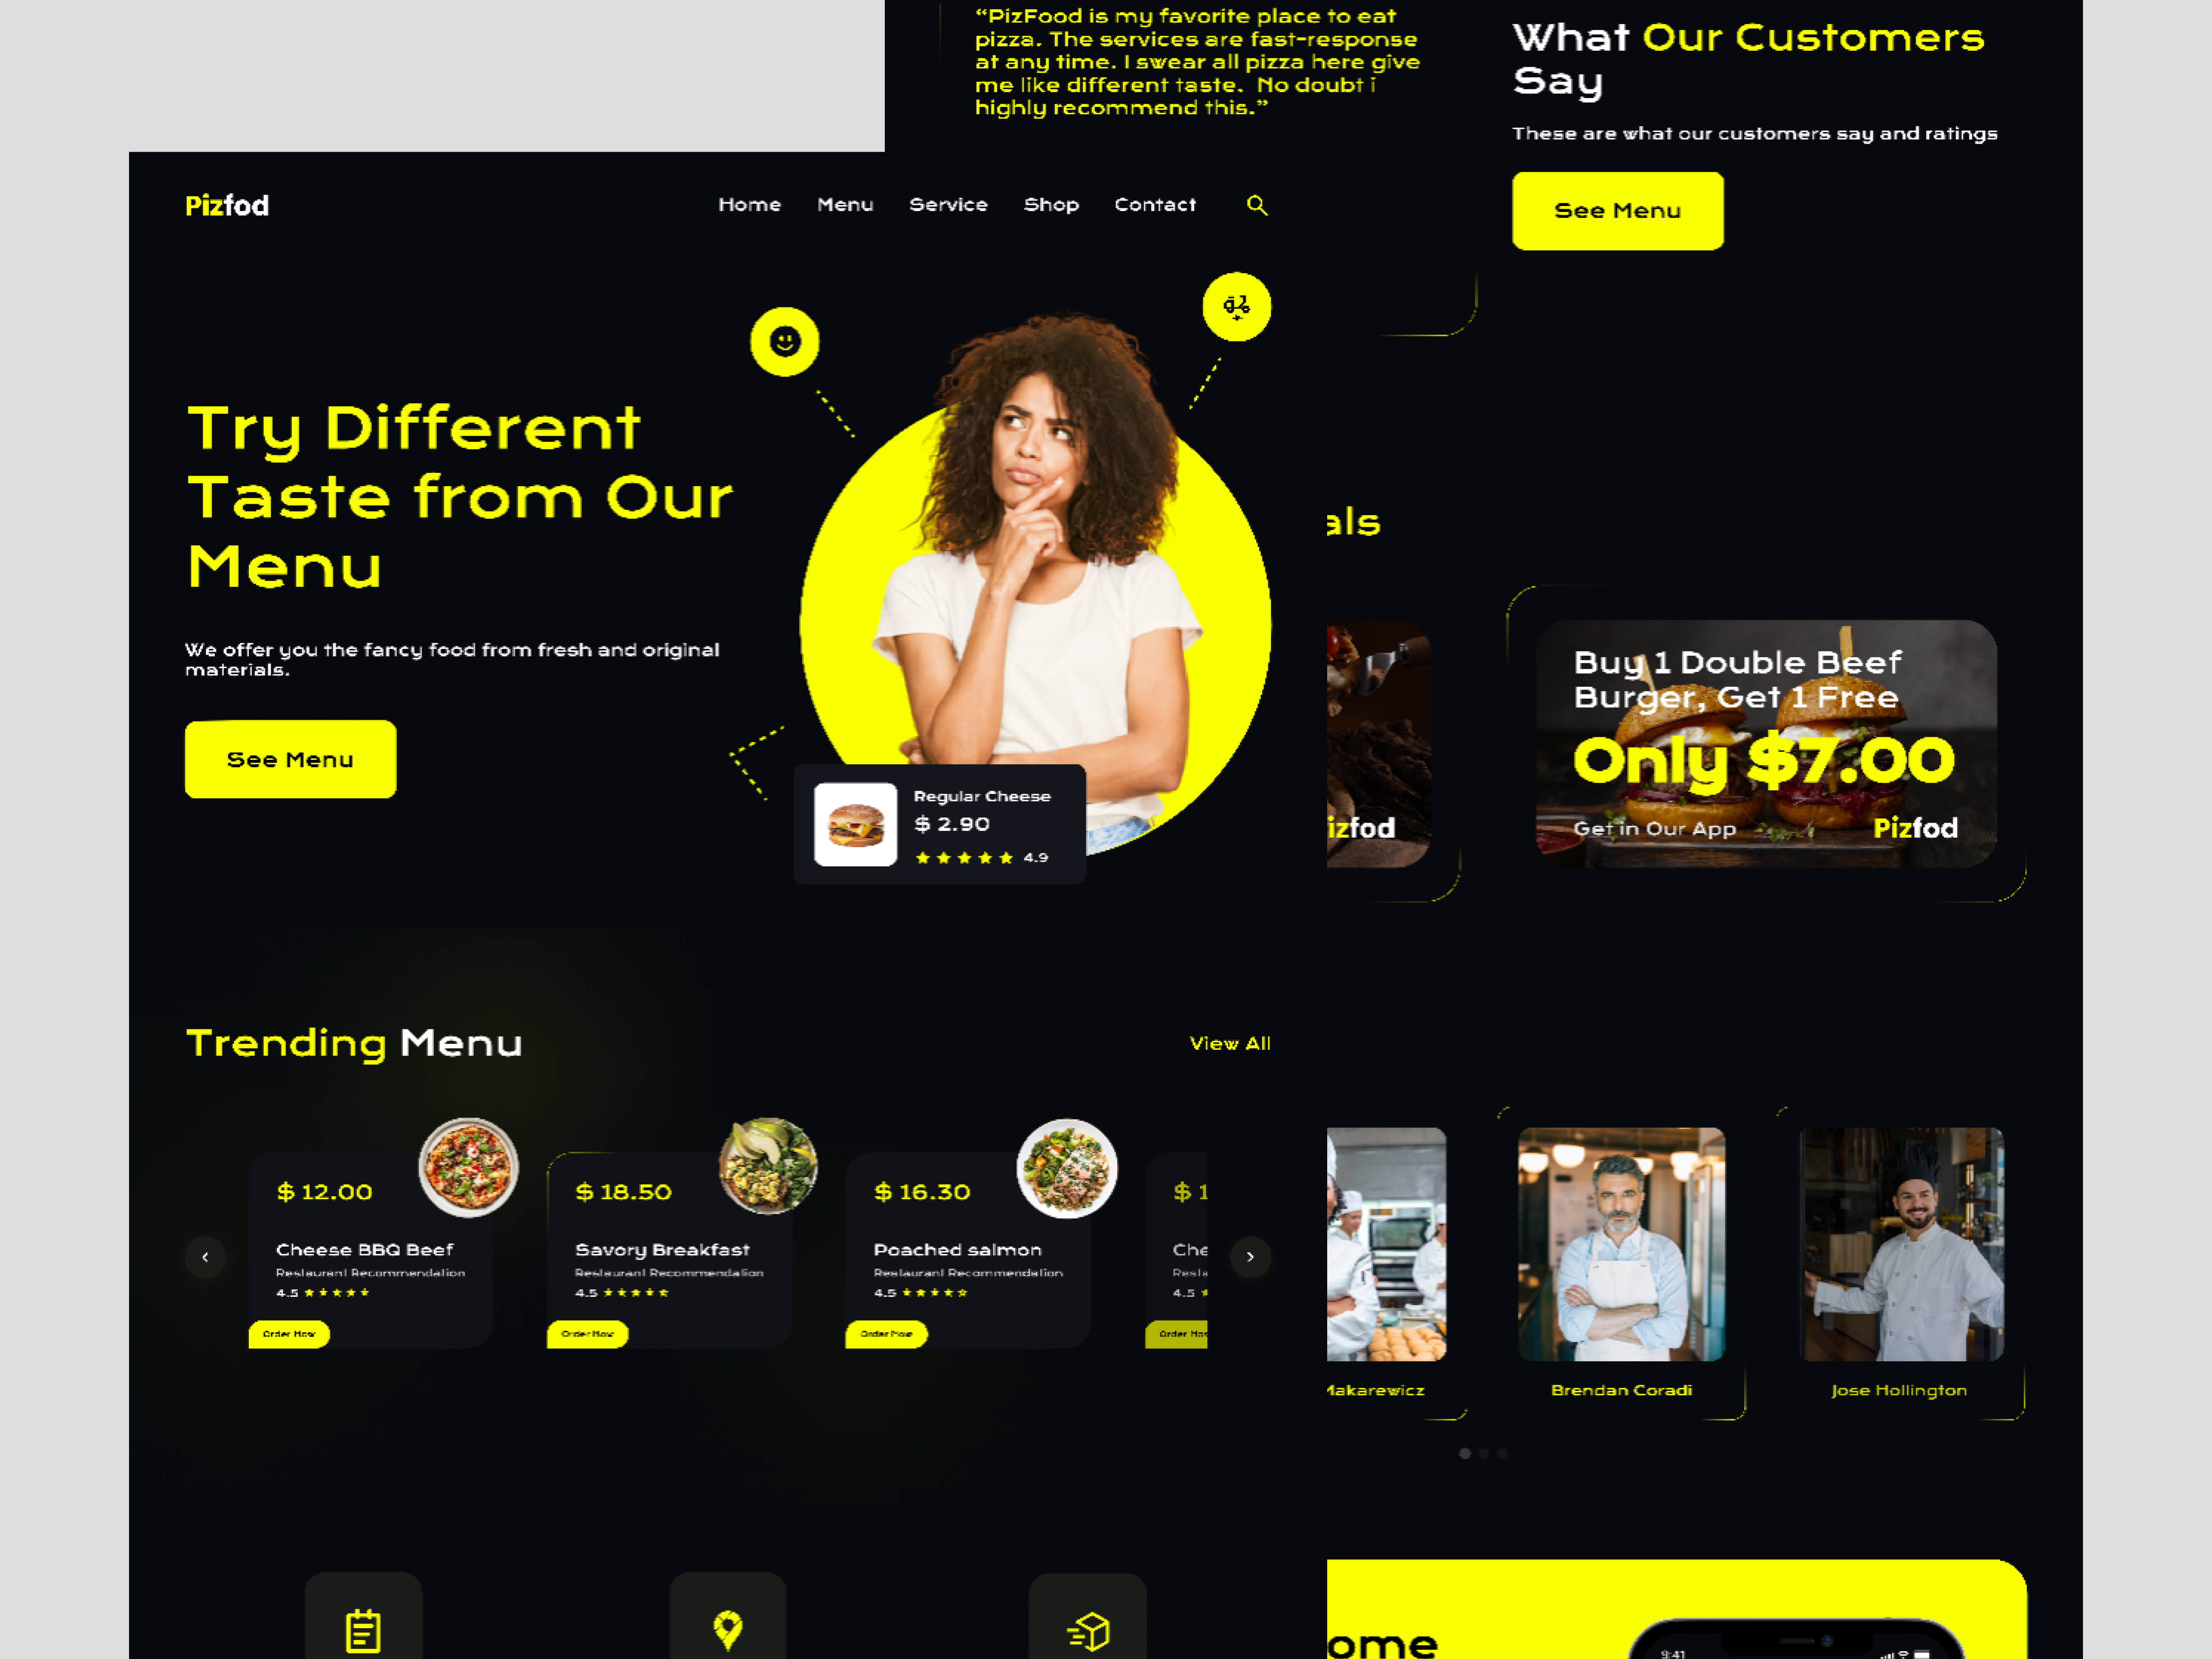 “PizFood is my favorite place to eat
pizza. The services are fast-response
at any time. I swear all pizza here give
me like different taste. No doubt i
highly recommend this.”
What Our Customers
Say
These are what our customers say and ratings
See Menu
Pizfod
Home Menu Service Shop Contact
Try Different
Taste from Our
Menu
We offer you the fancy food from fresh and original
materials.
See Menu
Regular Cheese
$ 2.90
4.9
als
izfod
Buy 1 Double Beef
Burger, Get 1 Free
Only $7.00
Get in Our App
Pizfod
Trending Menu
View All
$ 12.00
Cheese BBQ Beef
Restaurant Recommendation
4.5
Order Now
$ 18.50
Savory Breakfast
Restaurant Recommendation
4.5
Order Now
$ 16.30
Poached salmon
Restaurant Recommendation
4.5
Order Now
$ 1
Che
Resta
4.5
Order Now
Makarewicz
Brendan Coradi
Jose Hollington
ome
9:41